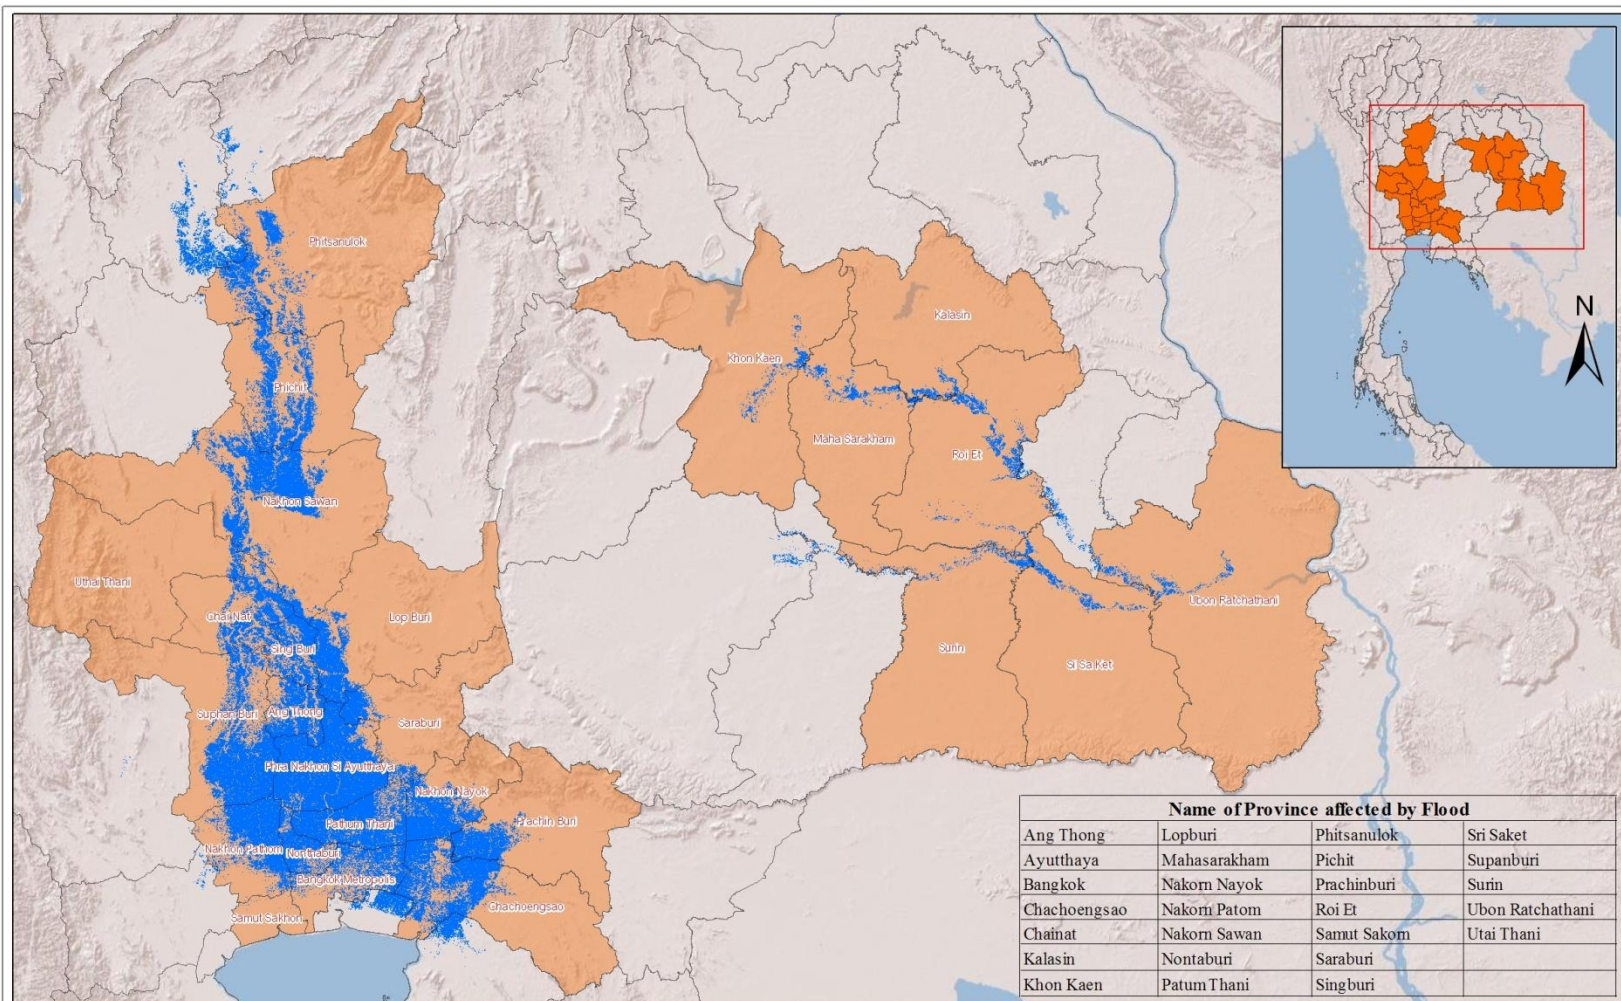 N
Phitsanulok
Kalasin
Khon Kaen
Phichit
Maha Sarakham
Roi Et
Nakhon Sawan
Uthai Thani
Ubon Ratchathani
Chai Nat
Lop Buri
Sing Buri
Surin
Si Sa Ket
Suphan Buri
Ang Thong
Saraburi
Phra Nakhon Si Ayutthaya
Nakhon Nayok
Pathum Thani
Prachin Buri
Nakhon Pathom
Nonthaburi
Bangkok Metropolis
Chachoengsao
Samut Sakhon
Name of Province affected by Flood
Ang Thong Lopburi Phitsanulok Sri Saket
Ayutthaya Mahasarakham Pichit Supanburi
Bangkok Nakorn Nayok Prachinburi Surin
Chachoengsao Nakorn Patom Roi Et Ubon Ratchathani
Chainat Nakorn Sawan Samut Sakorn Utai Thani
Kalasin Nontaburi Saraburi
Khon Kaen Patum Thani Singburi